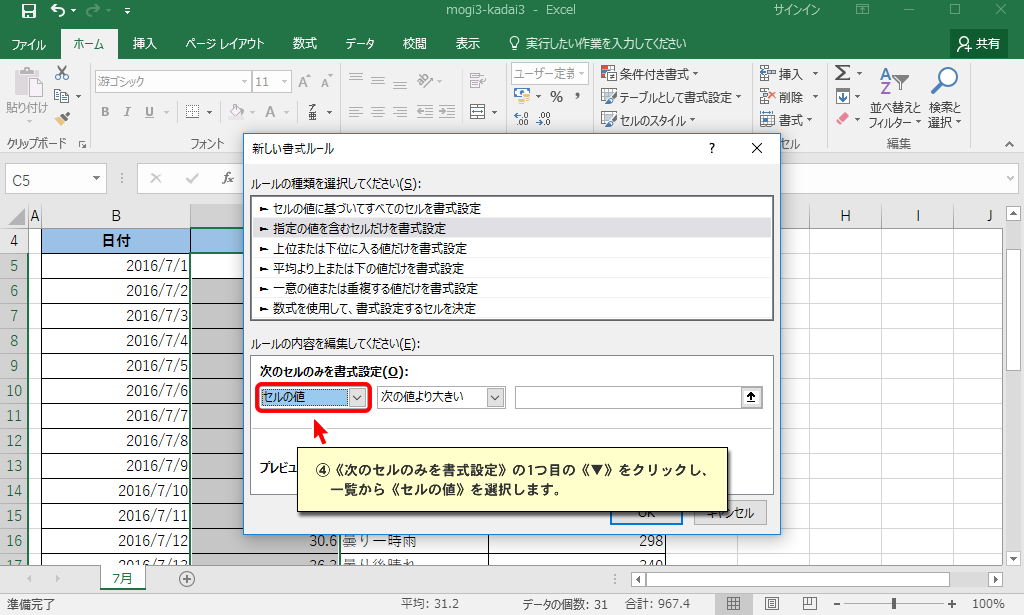 mogi3-kadai3 - Excel
サインイン
ファイル ホーム 挿入 ページ レイアウト 数式 データ 校閲 表示 実行したい作業を入力してください 共有
貼り付け
游ゴシック 11
B I U
クリップボード
フォント
ユーザー定義
%
条件付き書式
テーブルとして書式設定
セルのスタイル
挿入
削除
書式
セル
並べ替えと
フィルター
検索と
選択
編集
C5
fx
新しい書式ルール ?
ルールの種類を選択してください(S):
► セルの値に基づいてすべてのセルを書式設定
► 指定の値を含むセルだけを書式設定
► 上位または下位に入る値だけを書式設定
► 平均より上または下の値だけを書式設定
► 一意の値または重複する値だけを書式設定
► 数式を使用して、書式設定するセルを決定
ルールの内容を編集してください(E):
次のセルのみを書式設定(O):
セルの値 次の値より大きい
プレビュ
④《次のセルのみを書式設定》の1つ目の《▼》をクリックし、
一覧から《セルの値》を選択します。
OK キャンセル
A B H I J
4 日付
5 2016/7/1
6 2016/7/2
7 2016/7/3
8 2016/7/4
9 2016/7/5
10 2016/7/6
11 2016/7/7
12 2016/7/8
13 2016/7/9
14 2016/7/10
15 2016/7/11
16 2016/7/12 30.6 曇り一時雨 298
17 2016/7/13 26.2 曇り後晴れ 240
7月
準備完了 平均: 31.2 データの個数: 31 合計: 967.4 100%